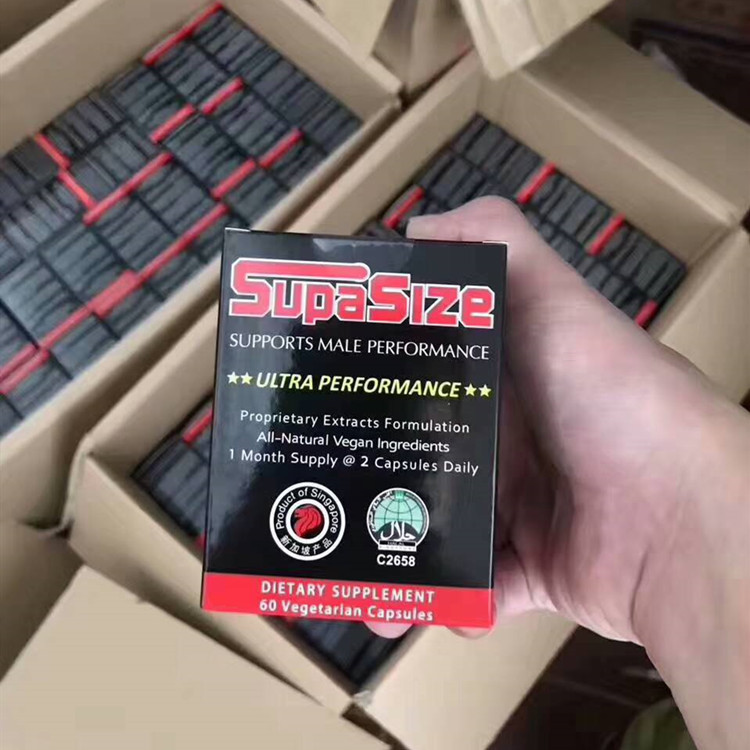 SupaSize
SUPPORTS MALE PERFORMANCE
★★ULTRA PERFORMANCE★★
Proprietary Extracts Formulation
All-Natural Vegan Ingredients
1 Month Supply @ 2 Capsules Daily
Product of Singapore
新加坡产品
حلال
C2658
DIETARY SUPPLEMENT
60 Vegetarian Capsules